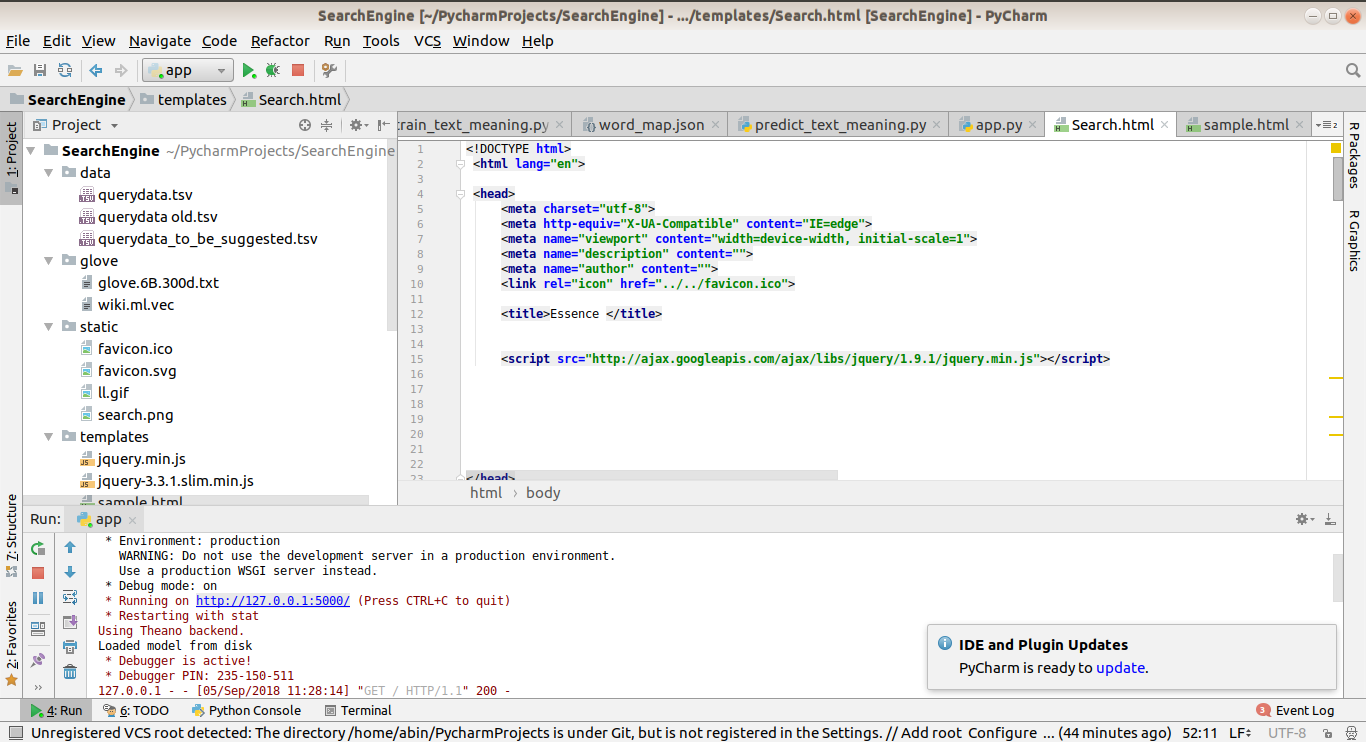 SearchEngine [~/PycharmProjects/SearchEngine] - .../templates/Search.html [SearchEngine] - PyCharm
File Edit View Navigate Code Refactor Run Tools VCS Window Help
app
SearchEngine templates Search.html
1: Project
7: Structure
2: Favorites
Project
SearchEngine ~/PycharmProjects/SearchEngine
data
querydata.tsv
querydata old.tsv
querydata_to_be_suggested.tsv
glove
glove.6B.300d.txt
wiki.ml.vec
static
favicon.ico
favicon.svg
ll.gif
search.png
templates
jquery.min.js
jquery-3.3.1.slim.min.js
sample.html
train_text_meaning.py word_map.json predict_text_meaning.py app.py Search.html sample.html
1 <!DOCTYPE html>
2 <html lang="en">
3
4 <head>
5 <meta charset="utf-8">
6 <meta http-equiv="X-UA-Compatible" content="IE=edge">
7 <meta name="viewport" content="width=device-width, initial-scale=1">
8 <meta name="description" content="">
9 <meta name="author" content="">
10 <link rel="icon" href="../../favicon.ico">
11
12 <title>Essence </title>
13
14
15 <script src="http://ajax.googleapis.com/ajax/libs/jquery/1.9.1/jquery.min.js"></script>
16
17
18
19
20
21
22
23 </head>
html › body
R Packages
R Graphics
Run: app
* Environment: production
WARNING: Do not use the development server in a production environment.
Use a production WSGI server instead.
* Debug mode: on
* Running on http://127.0.0.1:5000/ (Press CTRL+C to quit)
* Restarting with stat
Using Theano backend.
Loaded model from disk
* Debugger is active!
* Debugger PIN: 235-150-511
127.0.0.1 - - [05/Sep/2018 11:28:14] "GET / HTTP/1.1" 200 -
IDE and Plugin Updates
PyCharm is ready to update.
4: Run 6: TODO Python Console Terminal 3 Event Log
Unregistered VCS root detected: The directory /home/abin/PycharmProjects is under Git, but is not registered in the Settings. // Add root Configure ... (44 minutes ago) 52:11 LF UTF-8